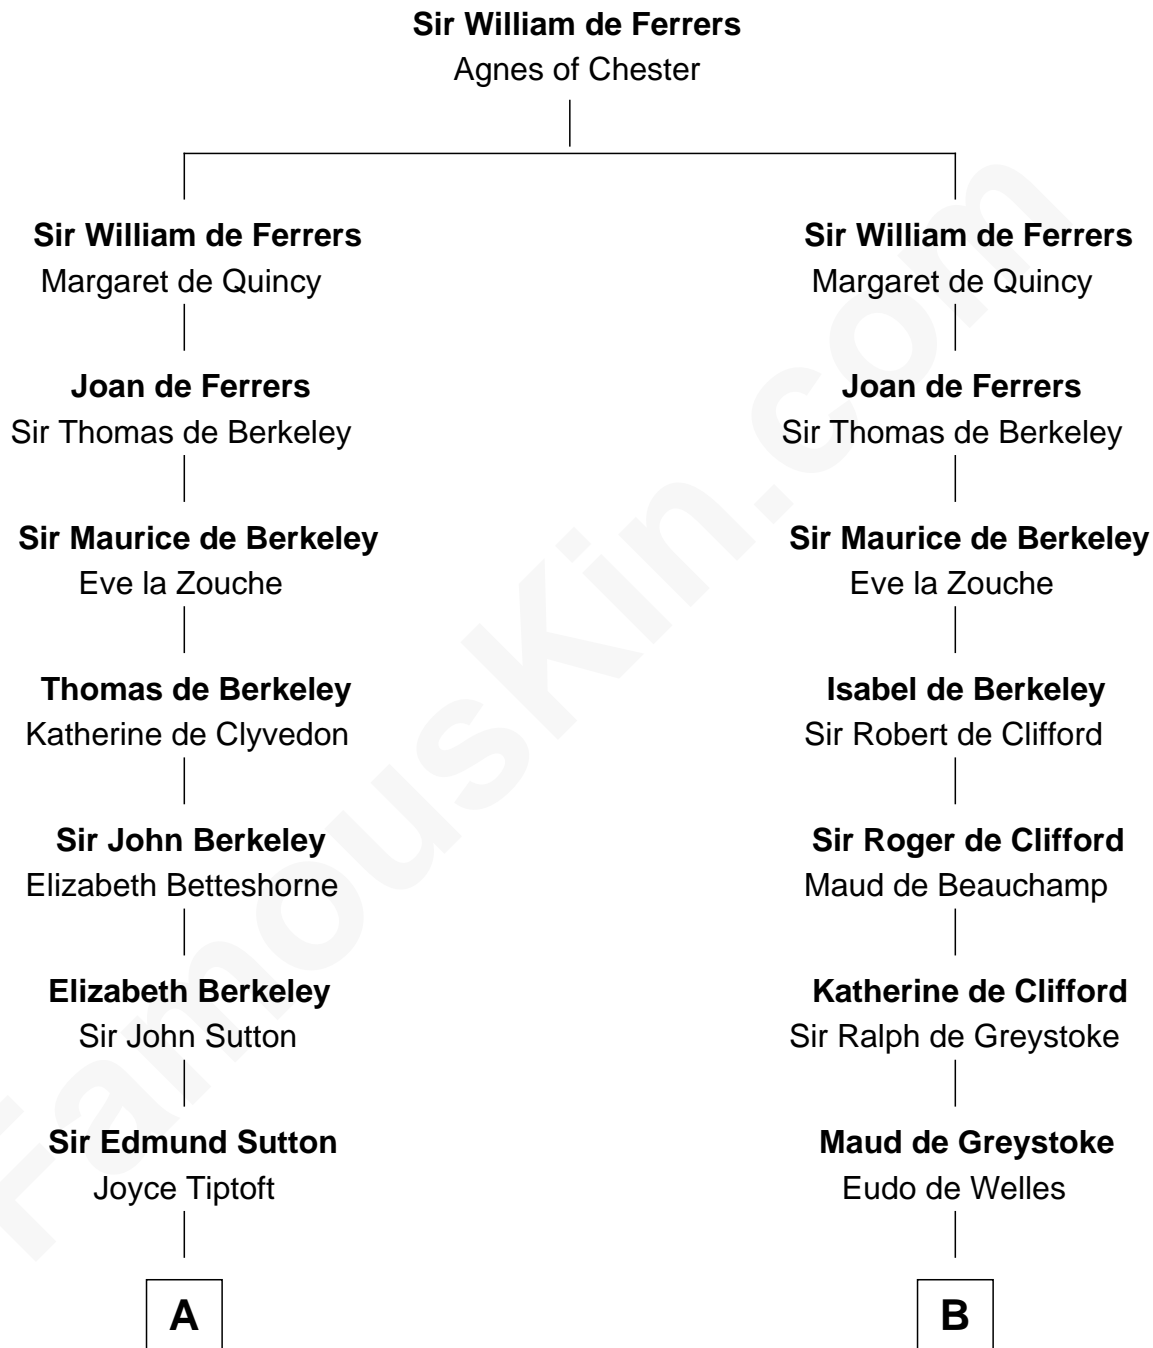 Sir William de Ferrers
Agnes of Chester
Sir William de Ferrers
Margaret de Quincy
Joan de Ferrers
Sir Thomas de Berkeley
Sir Maurice de Berkeley
Eve la Zouche
Thomas de Berkeley
Katherine de Clyvedon
Sir John Berkeley
Elizabeth Betteshorne
Elizabeth Berkeley
Sir John Sutton
Sir Edmund Sutton
Joyce Tiptoft
A
Sir William de Ferrers
Margaret de Quincy
Joan de Ferrers
Sir Thomas de Berkeley
Sir Maurice de Berkeley
Eve la Zouche
Isabel de Berkeley
Sir Robert de Clifford
Sir Roger de Clifford
Maud de Beauchamp
Katherine de Clifford
Sir Ralph de Greystoke
Maud de Greystoke
Eudo de Welles
B
FamousKin.com